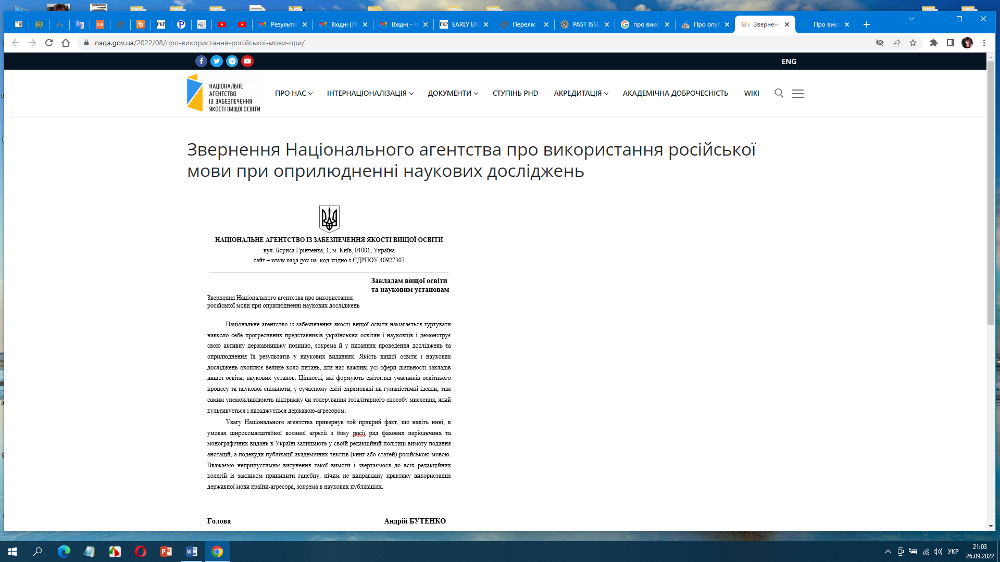 Результат
Вхідні (78
Вхідні - ге
PKP
EARLY EN
Перелік
PAST ISSU
про вико
Про опу
Звернен
Про вик
naqa.gov.ua/2022/08/про-використання-російської-мови-при/
ENG
НАЦІОНАЛЬНЕ
АГЕНТСТВО
ІЗ ЗАБЕЗПЕЧЕННЯ
ЯКОСТІ ВИЩОЇ ОСВІТИ
ПРО НАС
ІНТЕРНАЦІОНАЛІЗАЦІЯ
ДОКУМЕНТИ
СТУПІНЬ PHD
АКРЕДИТАЦІЯ
АКАДЕМІЧНА ДОБРОЧЕСНІСТЬ
WIKI
Звернення Національного агентства про використання російської
мови при оприлюдненні наукових досліджень
НАЦІОНАЛЬНЕ АГЕНТСТВО ІЗ ЗАБЕЗПЕЧЕННЯ ЯКОСТІ ВИЩОЇ ОСВІТИ
вул. Бориса Грінченка, 1, м. Київ, 01001, Україна
сайт – www.naqa.gov.ua, код згідно з ЄДРПОУ 40927307
Закладам вищої освіти
та науковим установам
Звернення Національного агентства про використання
російської мови при оприлюдненні наукових досліджень
Національне агентство із забезпечення якості вищої освіти намагається гуртувати
навколо себе прогресивних представників українських освітян і науковців і демонструє
свою активну державницьку позицію, зокрема й у питаннях проведення досліджень та
оприлюднення їх результатів у наукових виданнях. Якість вищої освіти і наукових
досліджень охоплює велике коло питань, для нас важливі усі сфери діяльності закладів
вищої освіти, наукових установ. Цінності, які формують світогляд учасників освітнього
процесу та наукової спільноти, у сучасному світі спрямовані на гуманістичні ідеали, тим
самим унеможливлюють підтримку чи толерування тоталітарного способу мислення, який
культивується і насаджується державою-агресором.
Увагу Національного агентства привернув той прикрий факт, що навіть нині, в
умовах широкомасштабної воєнної агресії з боку росії ряд фахових періодичних та
монографічних видань в Україні залишають у своїй редакційній політиці вимогу подання
анотацій, а подекуди публікації академічних текстів (книг або статей) російською мовою.
Вважаємо неприпустимим висунення такої вимоги і звертаємося до всіх редакційних
колегій із закликом припинити ганебну, нічим не виправдану практику використання
державної мови країни-агресора, зокрема в наукових публікаціях.
Голова
Андрій БУТЕНКО
УКР
21:03
26.09.2022